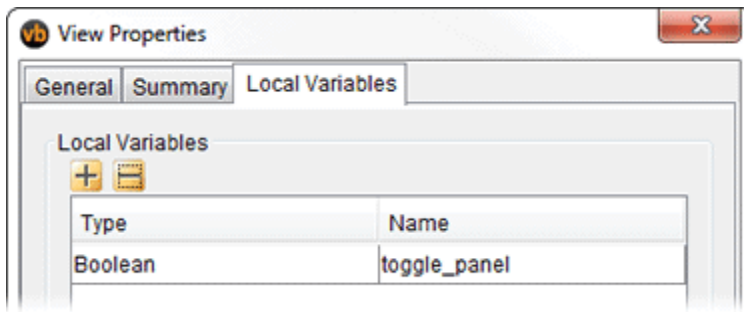 vb View Properties
General Summary Local Variables
Local Variables
Type Name
Boolean toggle_panel